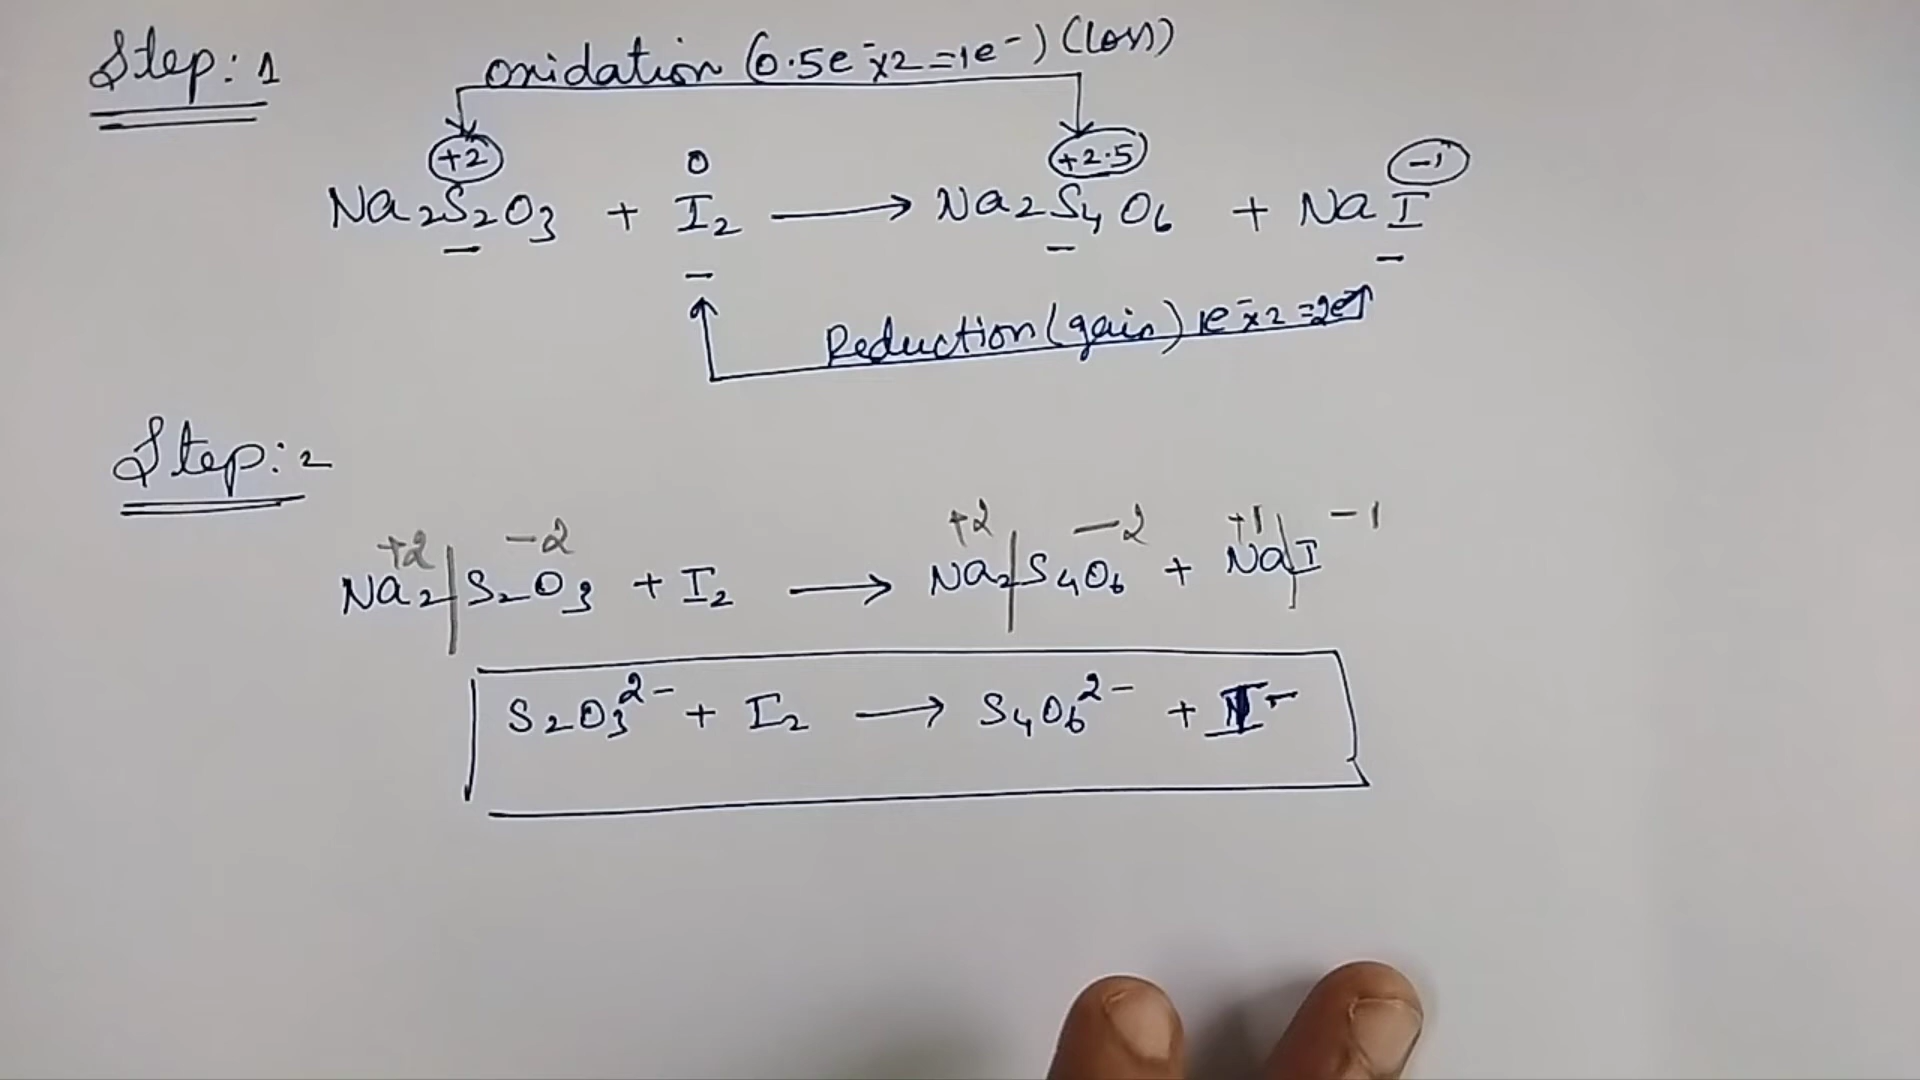 Step: 1
oxidation (0.5e⁻x2=1e⁻) (loss)
+2 0 +2.5 -1
Na₂S₂O₃ + I₂ ⟶ Na₂S₄O₆ + NaI
Reduction (gain) 1e⁻x2=2e⁻
Step: 2
+2 -2 +2 -2 +1 -1
Na₂|S₂O₃ + I₂ ⟶ Na₂|S₄O₆ + Na|I
S₂O₃²⁻ + I₂ ⟶ S₄O₆²⁻ + I⁻